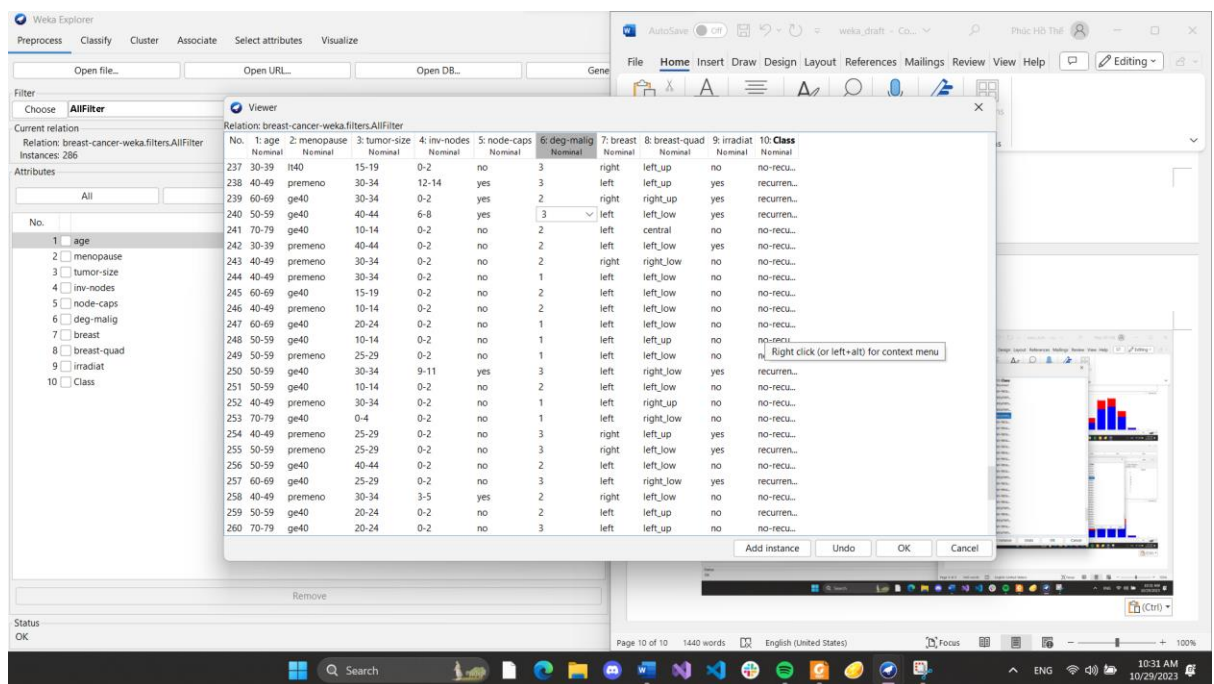 Weka Explorer
Preprocess Classify Cluster Associate Select attributes Visualize
Open file... Open URL... Open DB... Gene
Filter
Choose AllFilter
Current relation
Relation: breast-cancer-weka.filters.AllFilter
Instances: 286
Attributes
All
No.
1 age
2 menopause
3 tumor-size
4 inv-nodes
5 node-caps
6 deg-malig
7 breast
8 breast-quad
9 irradiat
10 Class
Remove
Status
OK
Viewer
Relation: breast-cancer-weka.filters.AllFilter
No. 1: age 2: menopause 3: tumor-size 4: inv-nodes 5: node-caps 6: deg-malig 7: breast 8: breast-quad 9: irradiat 10: Class
Nominal Nominal Nominal Nominal Nominal Nominal Nominal Nominal Nominal Nominal
237 30-39 lt40 15-19 0-2 no 3 right left_up no no-recu...
238 40-49 premeno 30-34 12-14 yes 3 left left_up yes recurren...
239 60-69 ge40 30-34 0-2 yes 2 right right_up yes recurren...
240 50-59 ge40 40-44 6-8 yes 3 left left_low yes recurren...
241 70-79 ge40 10-14 0-2 no 2 left central no no-recu...
242 30-39 premeno 40-44 0-2 no 2 left left_low yes no-recu...
243 40-49 premeno 30-34 0-2 no 2 right right_low no no-recu...
244 40-49 premeno 30-34 0-2 no 1 left left_low no no-recu...
245 60-69 ge40 15-19 0-2 no 2 left left_low no no-recu...
246 40-49 premeno 10-14 0-2 no 2 left left_low no no-recu...
247 60-69 ge40 20-24 0-2 no 1 left left_low no no-recu...
248 50-59 ge40 10-14 0-2 no 1 left left_up no no-recu...
249 50-59 premeno 25-29 0-2 no 1 left left_low no
Right click (or left+alt) for context menu
250 50-59 ge40 30-34 9-11 yes 3 left right_low yes recurren...
251 50-59 ge40 10-14 0-2 no 2 left left_low no no-recu...
252 40-49 premeno 30-34 0-2 no 1 left right_up no no-recu...
253 70-79 ge40 0-4 0-2 no 1 left right_low no no-recu...
254 40-49 premeno 25-29 0-2 no 3 right left_up yes no-recu...
255 50-59 premeno 25-29 0-2 no 3 right left_low yes recurren...
256 50-59 ge40 40-44 0-2 no 2 left left_low no no-recu...
257 60-69 ge40 25-29 0-2 no 3 left right_low yes recurren...
258 40-49 premeno 30-34 3-5 yes 2 right left_low no no-recu...
259 50-59 ge40 20-24 0-2 no 2 left left_up no recurren...
260 70-79 ge40 20-24 0-2 no 3 left left_up no no-recu...
Add instance Undo OK Cancel
AutoSave Off weka_draft - Co... Phúc Hồ Thế
File Home Insert Draw Design Layout References Mailings Review View Help Editing
(Ctrl)
Page 10 of 10 1440 words English (United States) Focus 100%
Search ENG 10:31 AM
10/29/2023